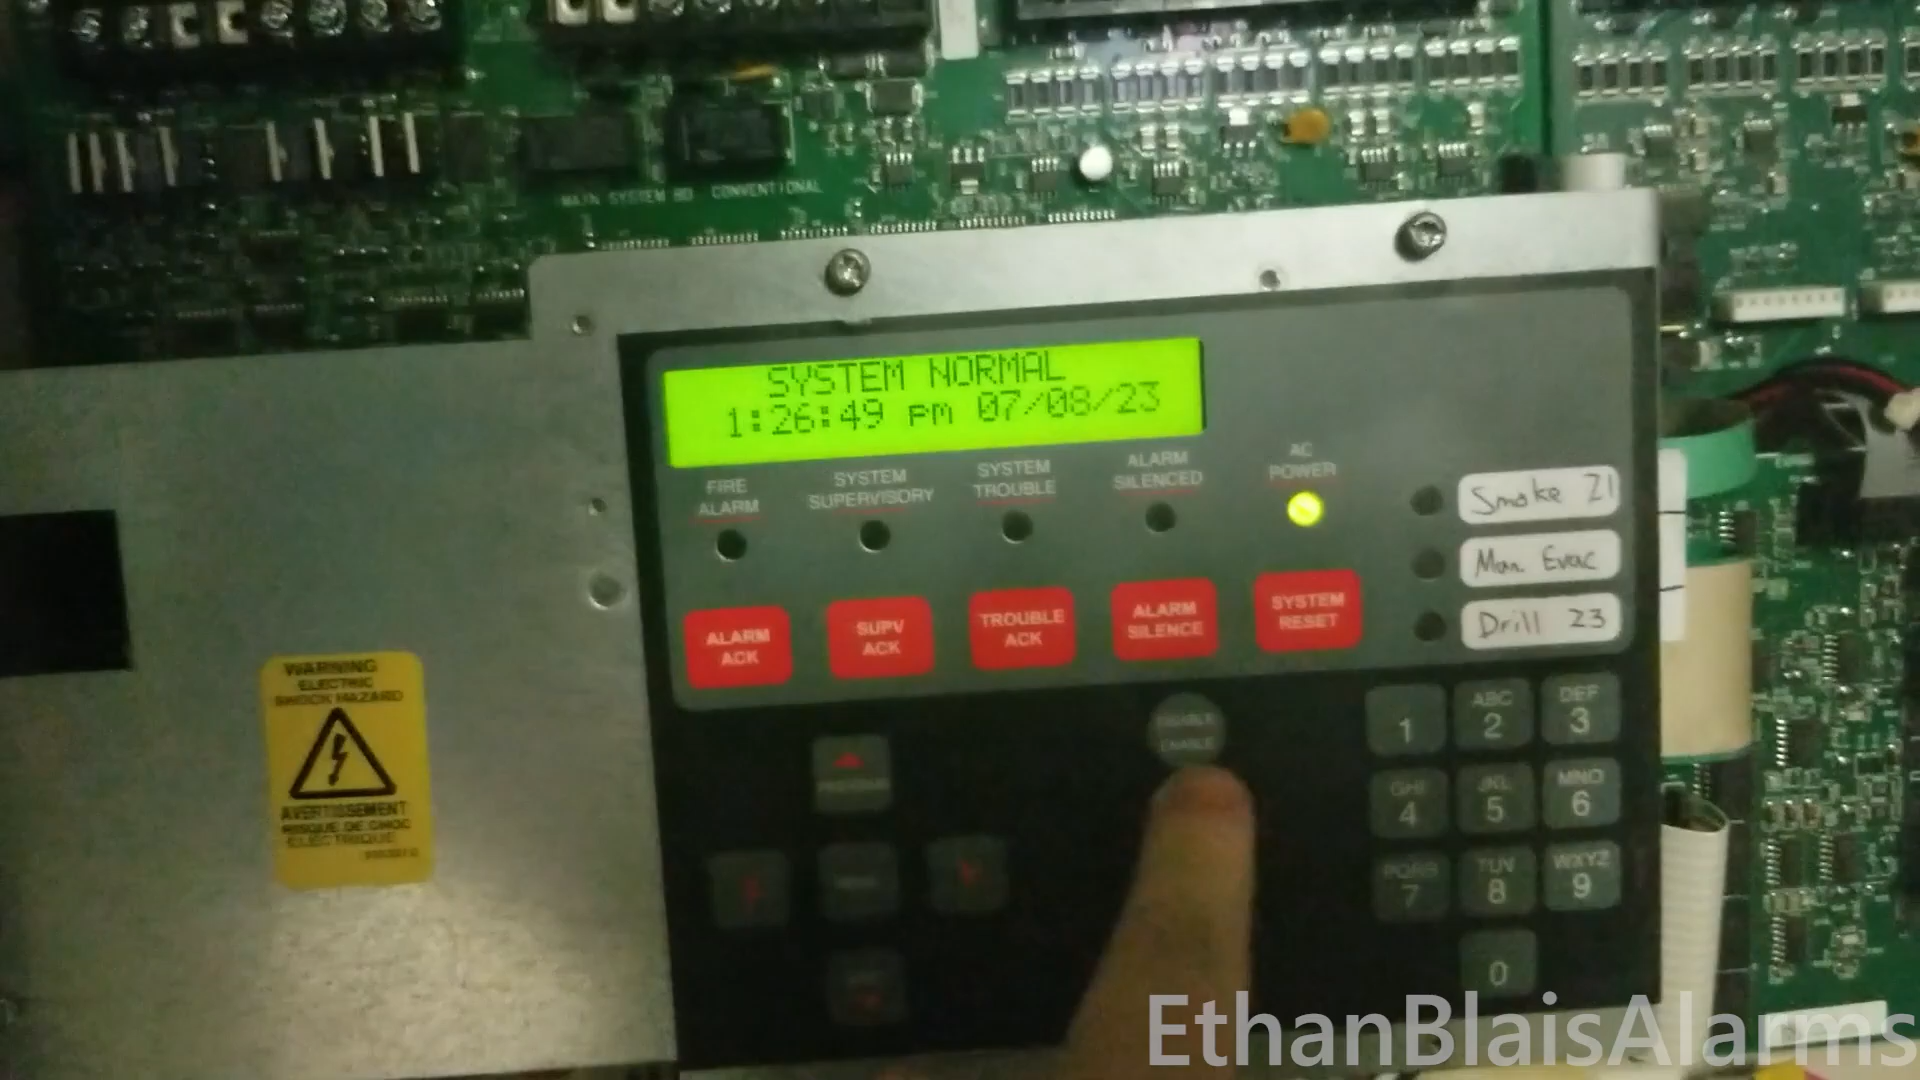 MAIN SYSTEM BD CONVENTIONAL
SYSTEM NORMAL
1:26:49 pm 07/08/23
FIRE ALARM
SYSTEM SUPERVISORY
SYSTEM TROUBLE
ALARM SILENCED
AC POWER
Smoke Z1
Man. Evac
Drill Z3
ALARM ACK
SUPV ACK
TROUBLE ACK
ALARM SILENCE
SYSTEM RESET
WARNING
ELECTRIC
SHOCK HAZARD
AVERTISSEMENT
RISQUE DE CHOC
ELECTRIQUE
ENABLE
1
ABC
2
DEF
3
GHI
4
JKL
5
MNO
6
PQRS
7
TUV
8
WXYZ
9
0
EthanBlaisAlarms